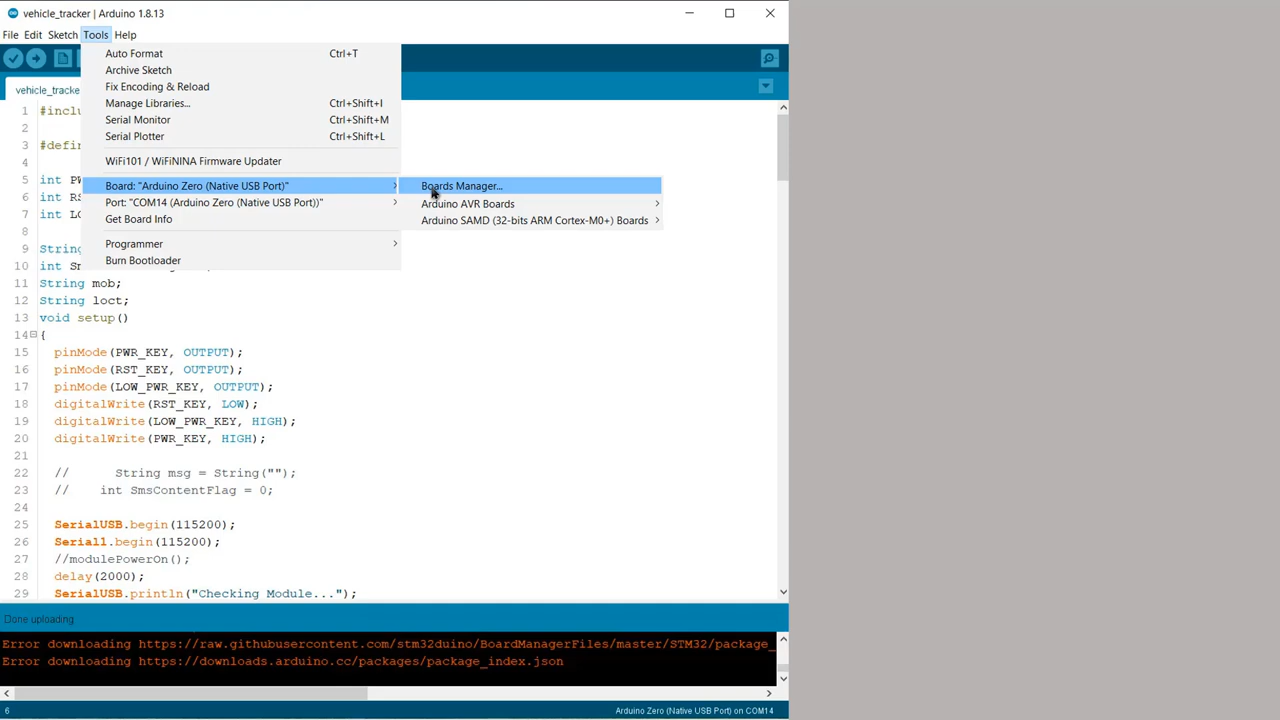 vehicle_tracker | Arduino 1.8.13
File Edit Sketch Tools Help
Auto Format Ctrl+T
Archive Sketch
Fix Encoding & Reload
Manage Libraries... Ctrl+Shift+I
Serial Monitor Ctrl+Shift+M
Serial Plotter Ctrl+Shift+L
WiFi101 / WiFiNINA Firmware Updater
Board: "Arduino Zero (Native USB Port)"
Port: "COM14 (Arduino Zero (Native USB Port))"
Get Board Info
Programmer
Burn Bootloader
Boards Manager...
Arduino AVR Boards
Arduino SAMD (32-bits ARM Cortex-M0+) Boards
vehicle_tracke
1 #inclu
2
3 #defin
4
5 int PW
6 int RS
7 int LO
8
9 String
10 int Sm
11 String mob;
12 String loct;
13 void setup()
14 {
15 pinMode(PWR_KEY, OUTPUT);
16 pinMode(RST_KEY, OUTPUT);
17 pinMode(LOW_PWR_KEY, OUTPUT);
18 digitalWrite(RST_KEY, LOW);
19 digitalWrite(LOW_PWR_KEY, HIGH);
20 digitalWrite(PWR_KEY, HIGH);
21
22 // String msg = String("");
23 // int SmsContentFlag = 0;
24
25 SerialUSB.begin(115200);
26 Serial1.begin(115200);
27 //modulePowerOn();
28 delay(2000);
29 SerialUSB.println("Checking Module...");
Done uploading
Error downloading https://raw.githubusercontent.com/stm32duino/BoardManagerFiles/master/STM32/package_
Error downloading https://downloads.arduino.cc/packages/package_index.json
6 Arduino Zero (Native USB Port) on COM14